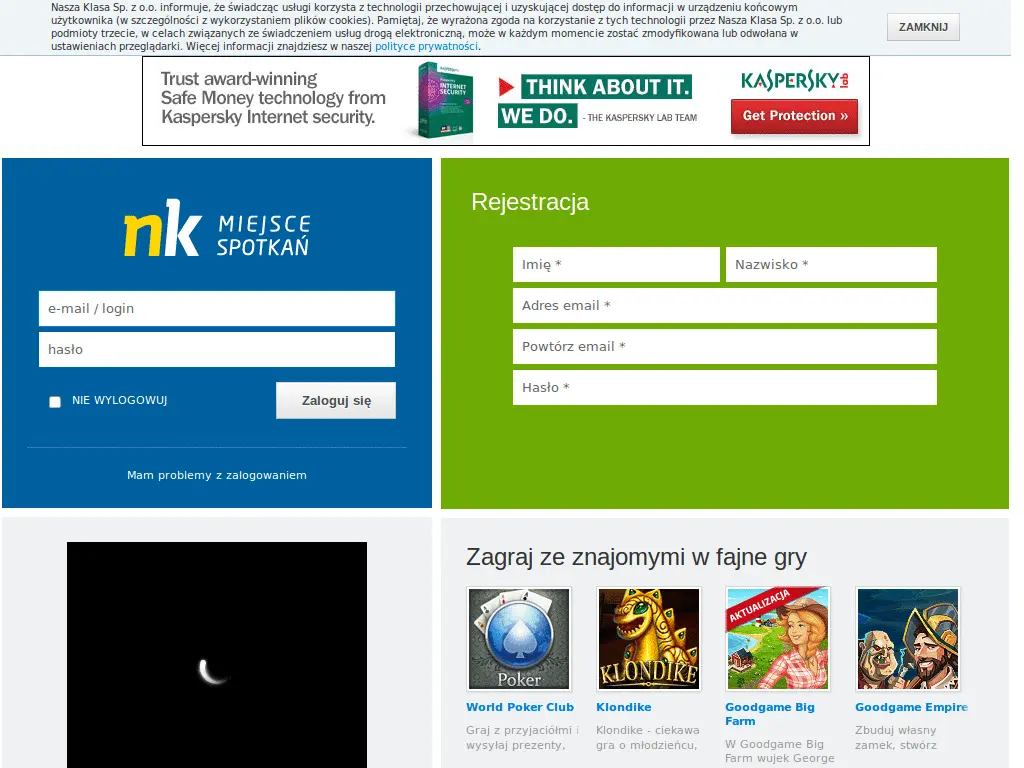 Nasza Klasa Sp. z o.o. informuje, że świadcząc usługi korzysta z technologii przechowującej i uzyskującej dostęp do informacji w urządzeniu końcowym
użytkownika (w szczególności z wykorzystaniem plików cookies). Pamiętaj, że wyrażona zgoda na korzystanie z tych technologii przez Nasza Klasa Sp. z o.o. lub
podmioty trzecie, w celach związanych ze świadczeniem usług drogą elektroniczną, może w każdym momencie zostać zmodyfikowana lub odwołana w
ustawieniach przeglądarki. Więcej informacji znajdziesz w naszej polityce prywatności.
ZAMKNIJ
Trust award-winning
Safe Money technology from
Kaspersky Internet security.
INTERNET
SECURITY
THINK ABOUT IT.
WE DO. - THE KASPERSKY LAB TEAM
KASPERSKY lab
Get Protection »
nk MIEJSCE
SPOTKAŃ
e-mail / login
hasło
NIE WYLOGOWUJ
Zaloguj się
Mam problemy z zalogowaniem
Rejestracja
Imię *
Nazwisko *
Adres email *
Powtórz email *
Hasło *
Zagraj ze znajomymi w fajne gry
Poker
KLONDIKE
AKTUALIZACJA
World Poker Club
Graj z przyjaciółmi i
wysyłaj prezenty,
Klondike
Klondike - ciekawa
gra o młodzieńcu,
Goodgame Big
Farm
W Goodgame Big
Farm wujek George
Goodgame Empire
Zbuduj własny
zamek, stwórz